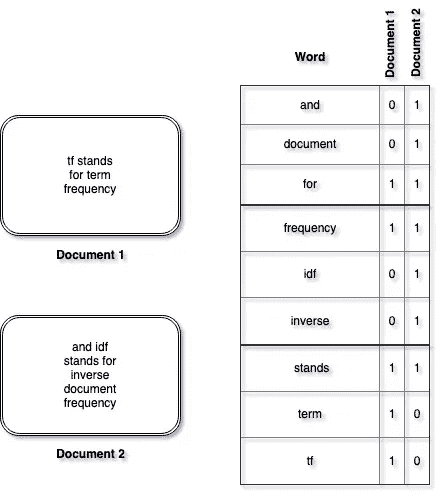 tf stands
for term
frequency
Document 1
and idf
stands for
inverse
document
frequency
Document 2
Word Document 1 Document 2
and 0 1
document 0 1
for 1 1
frequency 1 1
idf 0 1
inverse 0 1
stands 1 1
term 1 0
tf 1 0